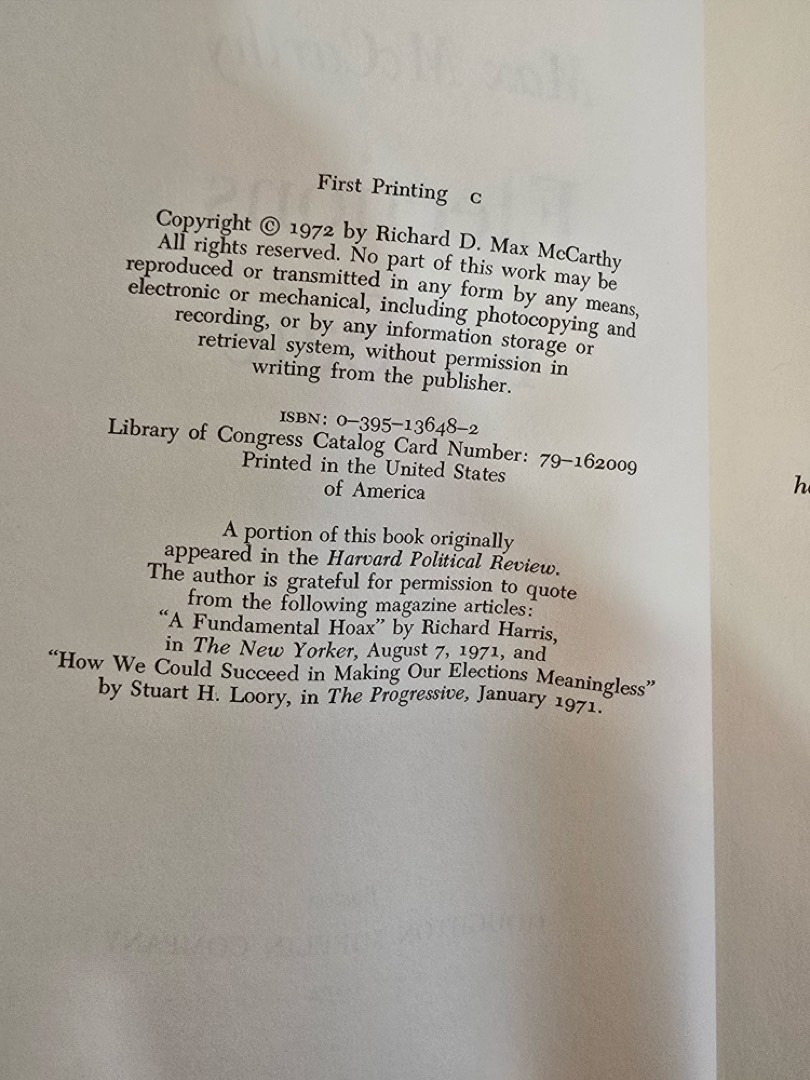 First Printing c
Copyright © 1972 by Richard D. Max McCarthy
All rights reserved. No part of this work may be
reproduced or transmitted in any form by any means,
electronic or mechanical, including photocopying and
recording, or by any information storage or
retrieval system, without permission in
writing from the publisher.
ISBN: 0–395–13648–2
Library of Congress Catalog Card Number: 79–162009
Printed in the United States
of America
A portion of this book originally
appeared in the Harvard Political Review.
The author is grateful for permission to quote
from the following magazine articles:
“A Fundamental Hoax” by Richard Harris,
in The New Yorker, August 7, 1971, and
“How We Could Succeed in Making Our Elections Meaningless”
by Stuart H. Loory, in The Progressive, January 1971.